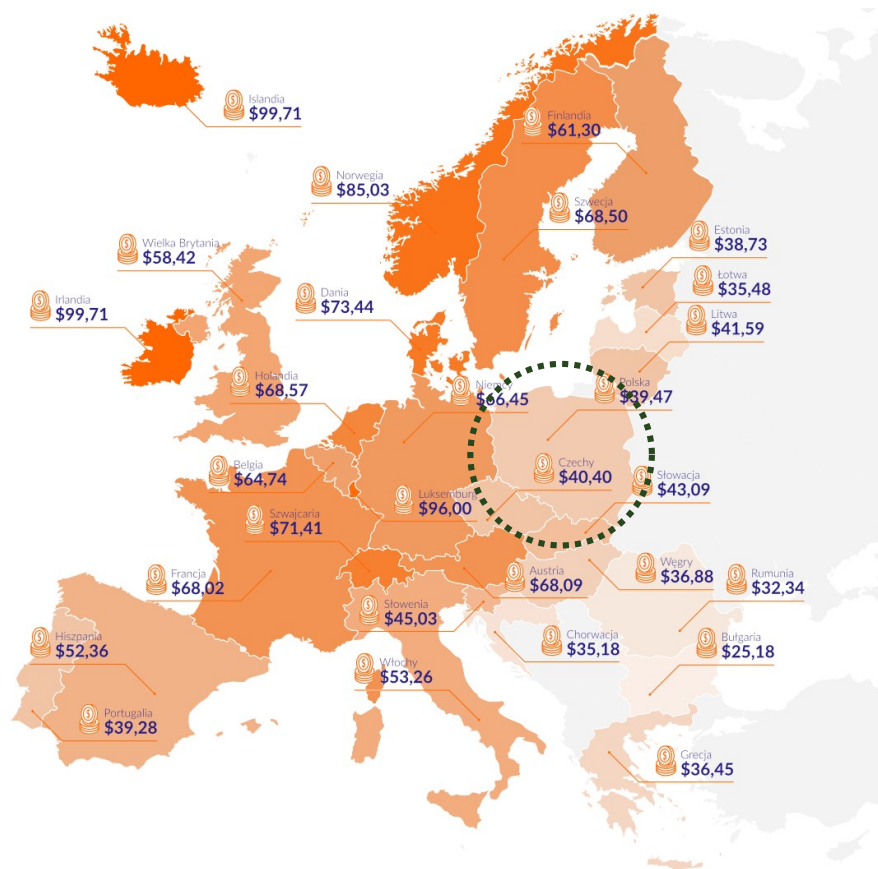 Islandia
$99,71
Finlandia
$61,30
Norwegia
$85,03
Szwecja
$68,50
Estonia
$38,73
Wielka Brytania
$58,42
Łotwa
$35,48
Dania
$73,44
Irlandia
$99,71
Litwa
$41,59
Holandia
$68,57
Niemcy
$66,45
Polska
$39,47
Belgia
$64,74
Czechy
$40,40
Słowacja
$43,09
Luksemburg
$96,00
Szwajcaria
$71,41
Francja
$68,02
Austria
$68,09
Węgry
$36,88
Rumunia
$32,34
Słowenia
$45,03
Hiszpania
$52,36
Chorwacja
$35,18
Bułgaria
$25,18
Włochy
$53,26
Portugalia
$39,28
Grecja
$36,45